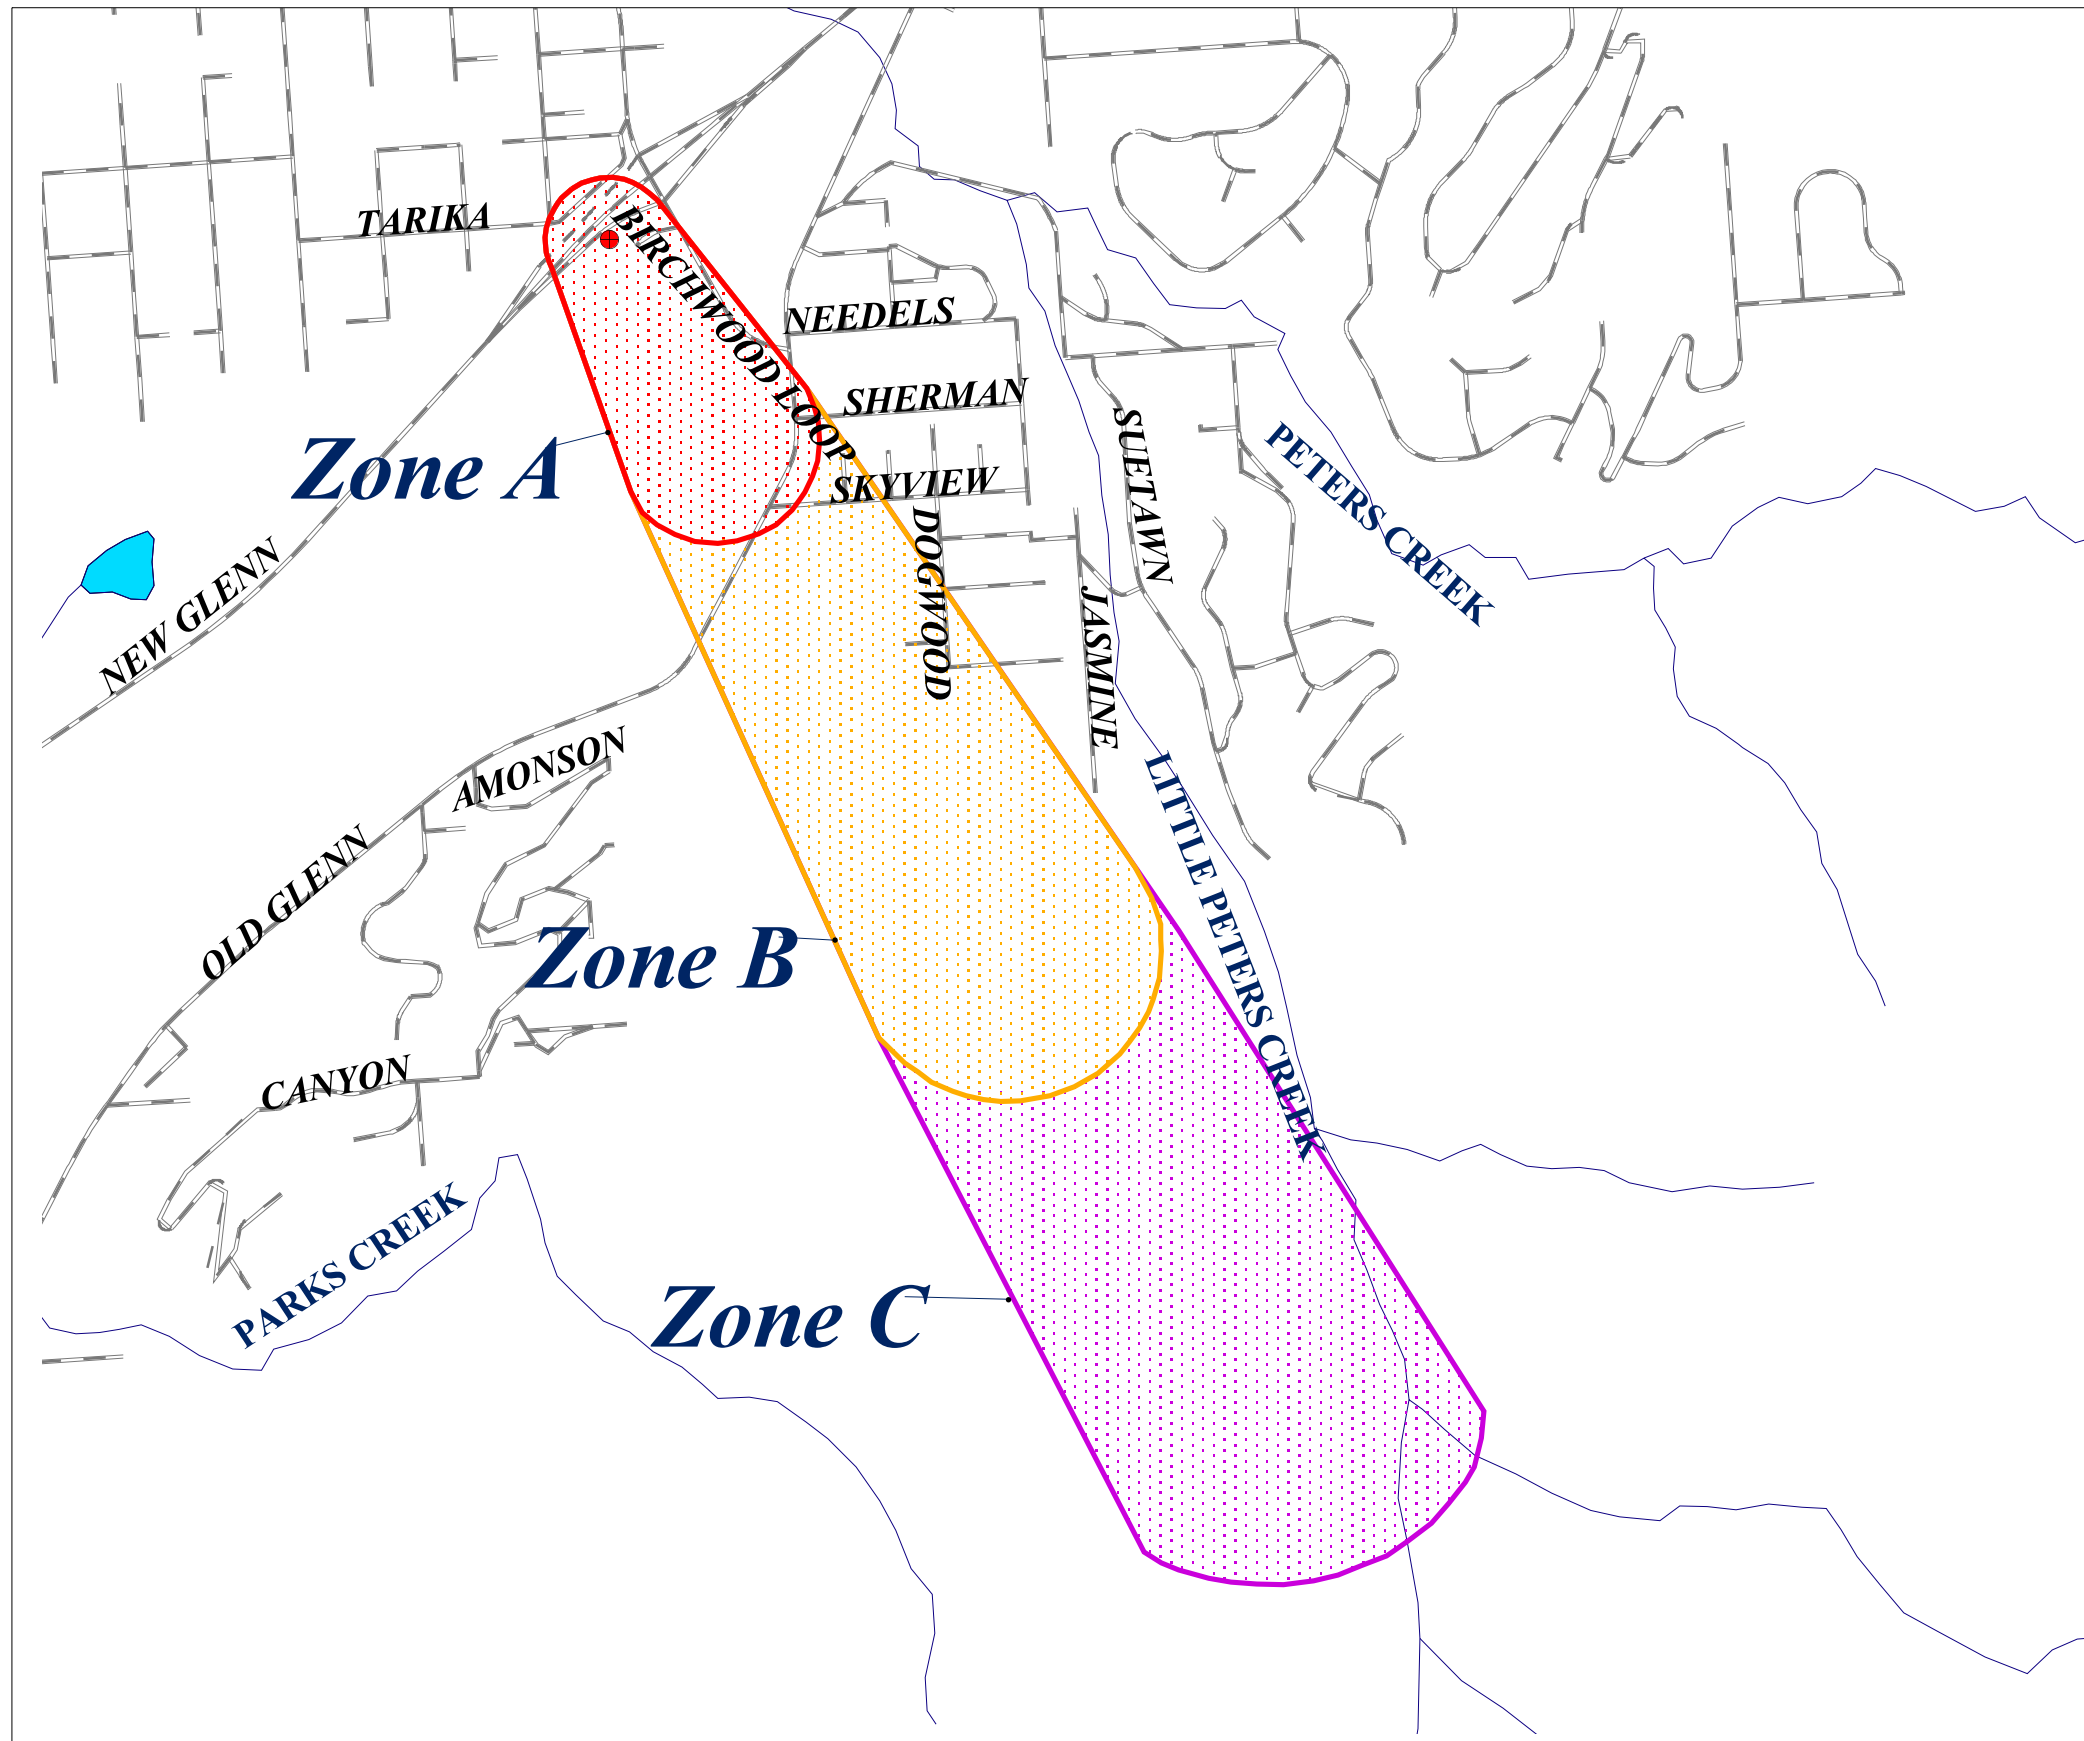 TARIKA
BIRCHWOOD LOOP
NEEDELS
SHERMAN
SKYVIEW
Zone A
SUETAWN
PETERS CREEK
DOGWOOD
NEW GLENN
JASMINE
AMONSON
OLD GLENN
LITTLE PETERS CREEK
Zone B
CANYON
PARKS CREEK
Zone C